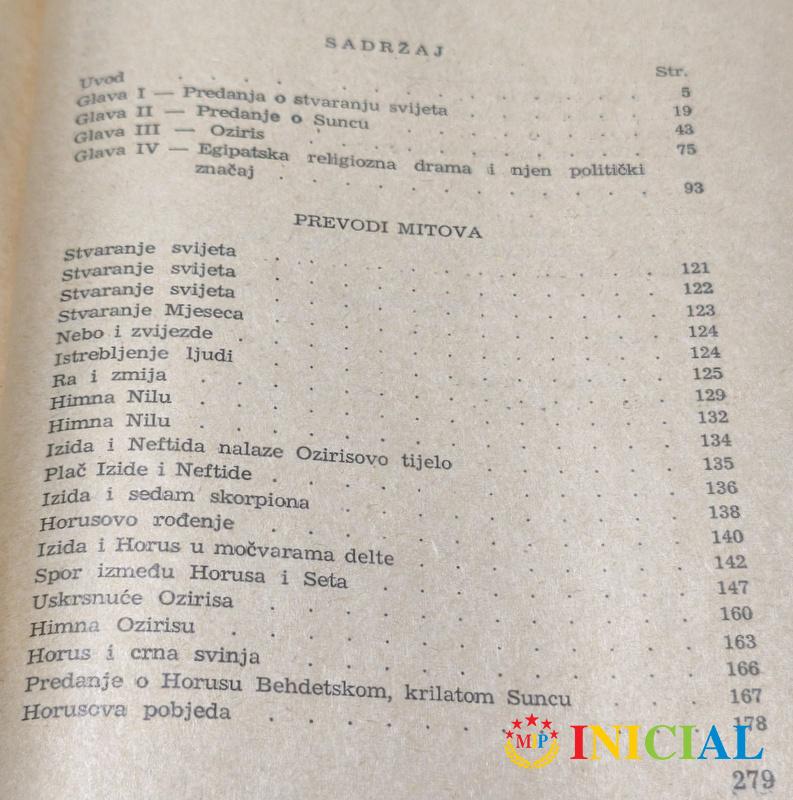 SADRŽAJ
Str.
Uvod . . . . . . . . . . 5
Glava I — Predanja o stvaranju svijeta . . . . . 19
Glava II — Predanje o Suncu . . . . . . 43
Glava III — Oziris . . . . . . . . 75
Glava IV — Egipatska religiozna drama i njen politički
značaj . . . . . . . . . 93
PREVODI MITOVA
Stvaranje svijeta . . . . . . . . . . 121
Stvaranje svijeta . . . . . . . . . . 122
Stvaranje svijeta . . . . . . . . . . 123
Stvaranje Mjeseca . . . . . . . . . . 124
Nebo i zvijezde . . . . . . . . . . 124
Istrebljenje ljudi . . . . . . . . . . 125
Ra i zmija . . . . . . . . . . 129
Himna Nilu . . . . . . . . . . 132
Himna Nilu . . . . . . . . . . 134
Izida i Neftida nalaze Ozirisovo tijelo . . . . . 135
Plač Izide i Neftide . . . . . . . . . 136
Izida i sedam skorpiona . . . . . . . . 138
Horusovo rođenje . . . . . . . . . 140
Izida i Horus u močvarama delte . . . . . . 142
Spor između Horusa i Seta . . . . . . . 147
Uskrsnuće Ozirisa . . . . . . . . . 160
Himna Ozirisu . . . . . . . . . . 163
Horus i crna svinja . . . . . . . . . 166
Predanje o Horusu Behdetskom, krilatom Suncu . . . 167
Horusova pobjeda . . . . . . . . . 178
MP INICIAL
279